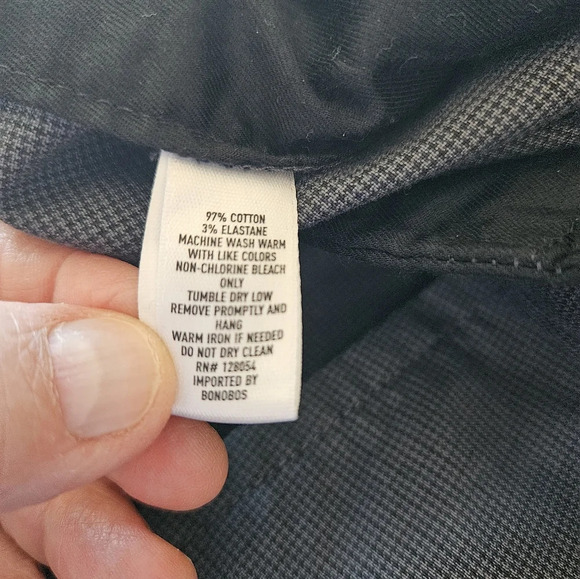 97% COTTON
3% ELASTANE
MACHINE WASH WARM
WITH LIKE COLORS
NON-CHLORINE BLEACH
ONLY
TUMBLE DRY LOW
REMOVE PROMPTLY AND
HANG
WARM IRON IF NEEDED
DO NOT DRY CLEAN
RN# 128054
IMPORTED BY
BONOBOS